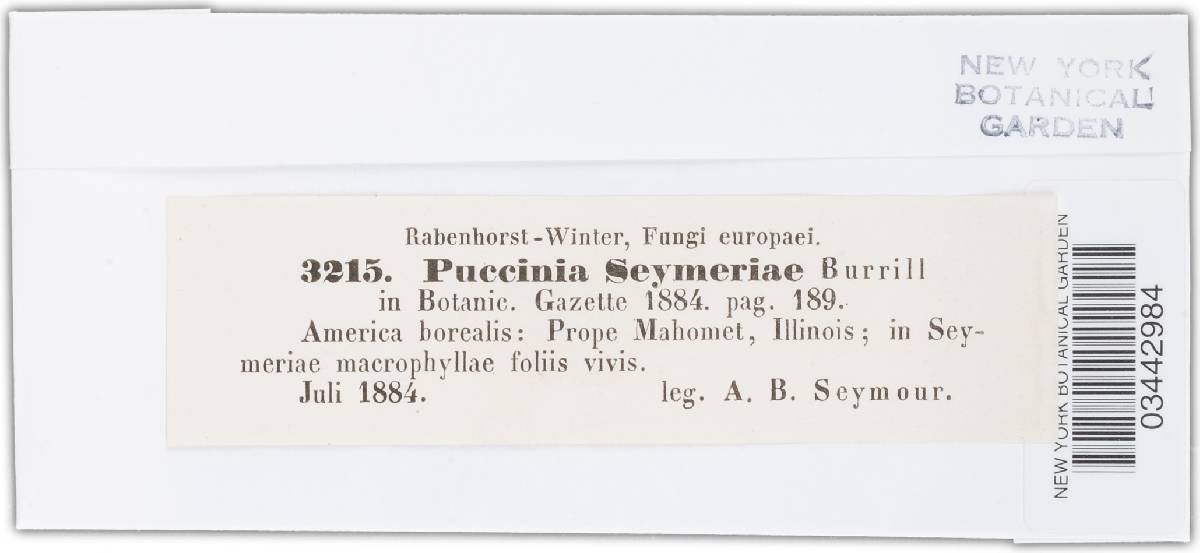 NEW YORK
BOTANICAL
GARDEN
Rabenhorst-Winter, Fungi europaei.
3215. Puccinia Seymeriae Burrill
in Botanic. Gazette 1884. pag. 189.
America borealis: Prope Mahomet, Illinois; in Sey-
meriae macrophyllae foliis vivis.
Juli 1884. leg. A. B. Seymour.
NEW YORK BOTANICAL GARDEN
03442984